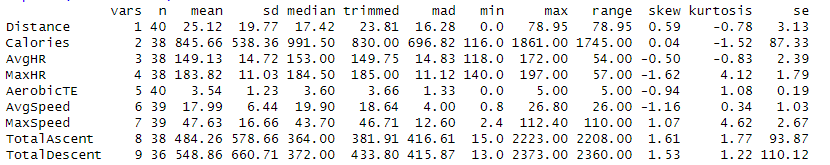 vars n mean sd median trimmed mad min max range skew kurtosis se
Distance 1 40 25.12 19.77 17.42 23.81 16.28 0.0 78.95 78.95 0.59 -0.78 3.13
Calories 2 38 845.66 538.36 991.50 830.00 696.82 116.0 1861.00 1745.00 0.04 -1.52 87.33
AvgHR 3 38 149.13 14.72 153.00 149.75 14.83 118.0 172.00 54.00 -0.50 -0.83 2.39
MaxHR 4 38 183.82 11.03 184.50 185.00 11.12 140.0 197.00 57.00 -1.62 4.12 1.79
AerobicTE 5 40 3.54 1.23 3.60 3.66 1.33 0.0 5.00 5.00 -0.94 1.08 0.19
AvgSpeed 6 39 17.99 6.44 19.90 18.64 4.00 0.8 26.80 26.00 -1.16 0.34 1.03
MaxSpeed 7 39 47.63 16.66 43.70 46.71 12.60 2.4 112.40 110.00 1.07 4.62 2.67
TotalAscent 8 38 484.26 578.66 364.00 381.91 416.61 15.0 2223.00 2208.00 1.61 1.77 93.87
TotalDescent 9 36 548.86 660.71 372.00 433.80 415.87 13.0 2373.00 2360.00 1.53 1.22 110.12